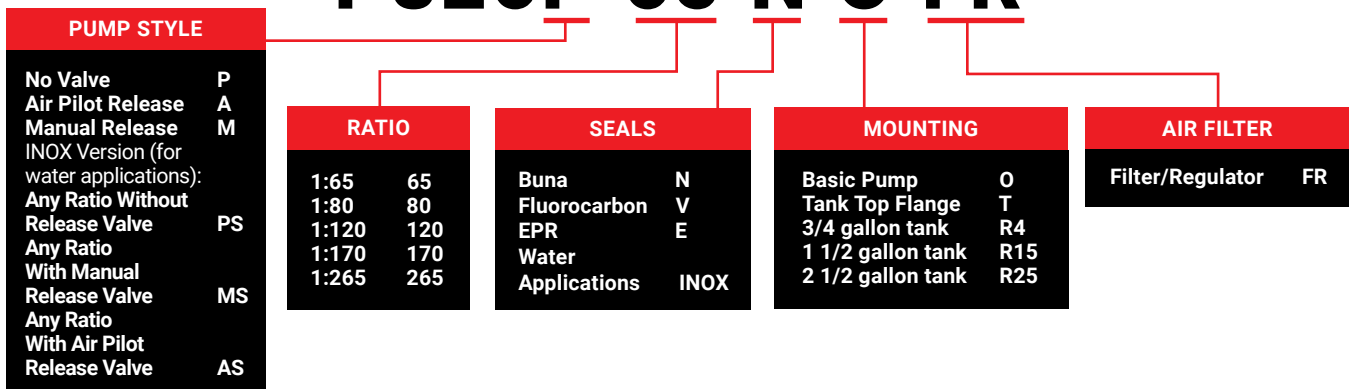 PUMP STYLE
No Valve P
Air Pilot Release A
Manual Release M
INOX Version (for
water applications):
Any Ratio Without
Release Valve PS
Any Ratio
With Manual
Release Valve MS
Any Ratio
With Air Pilot
Release Valve AS
RATIO
1:65 65
1:80 80
1:120 120
1:170 170
1:265 265
SEALS
Buna N
Fluorocarbon V
EPR E
Water
Applications INOX
MOUNTING
Basic Pump O
Tank Top Flange T
3/4 gallon tank R4
1 1/2 gallon tank R15
2 1/2 gallon tank R25
AIR FILTER
Filter/Regulator FR